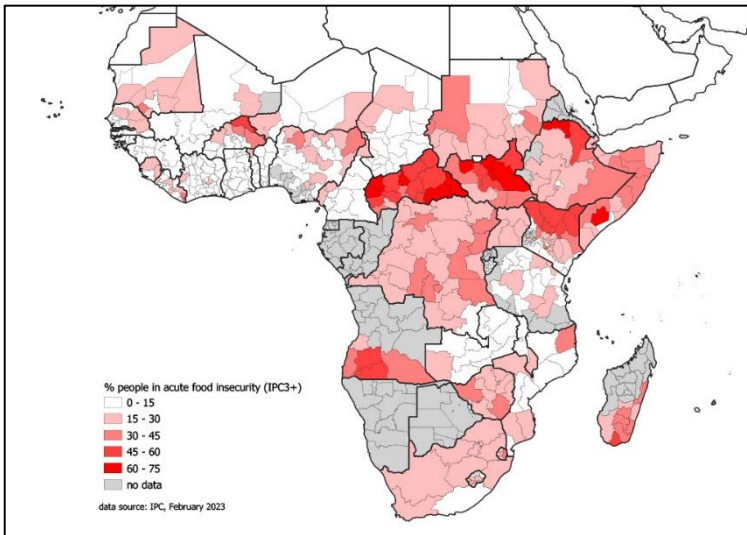 % people in acute food insecurity (IPC3+)
0 - 15
15 - 30
30 - 45
45 - 60
60 - 75
no data
data source: IPC, February 2023